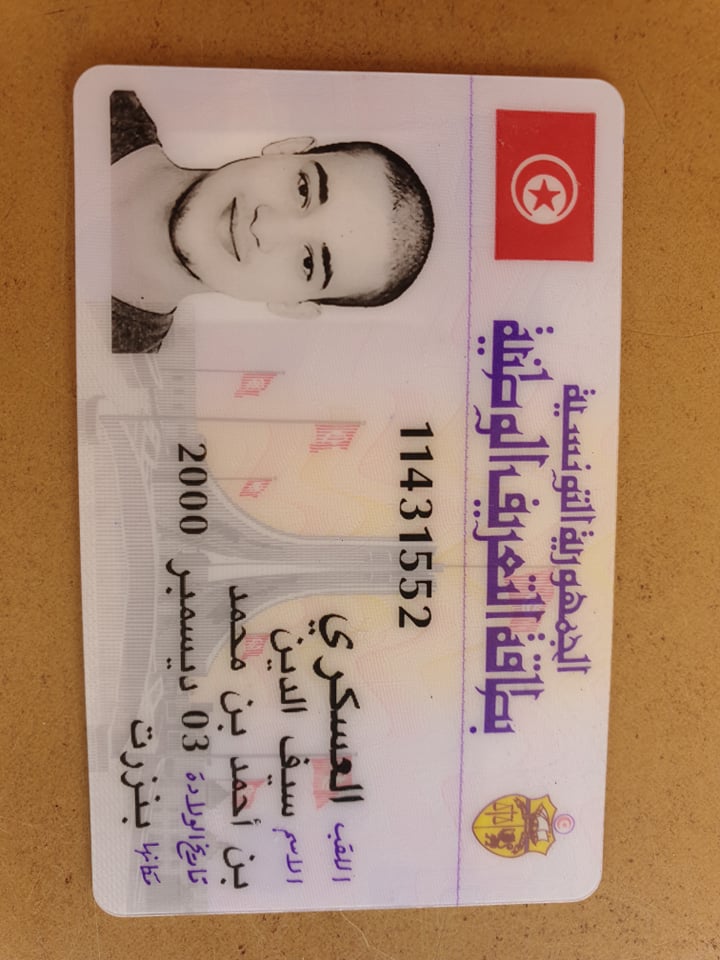 الجمهورية التونسية
بطاقة التعريف الوطنية
11431552
اللقب العسكري
الاسم سيف الدين
بن أحمد بن محمد
تاريخ الولادة 03 ديسمبر 2000
مكانها بنزرت